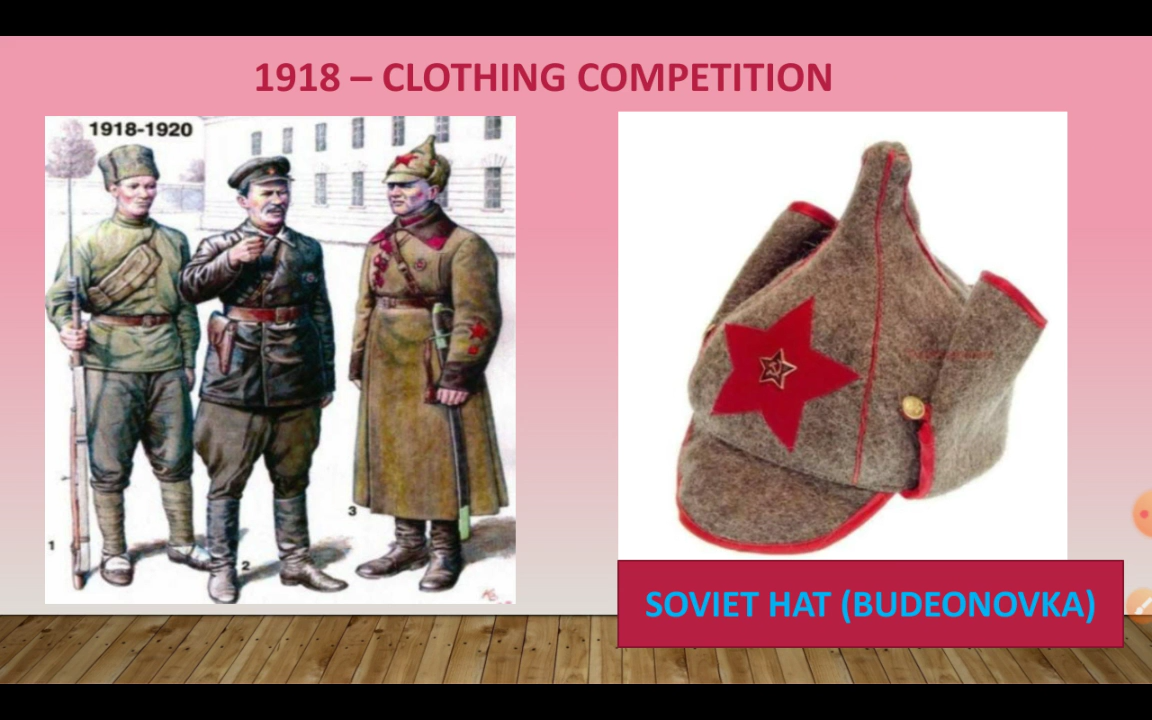 1918 – CLOTHING COMPETITION
1918-1920
1
2
3
SOVIET HAT (BUDEONOVKA)